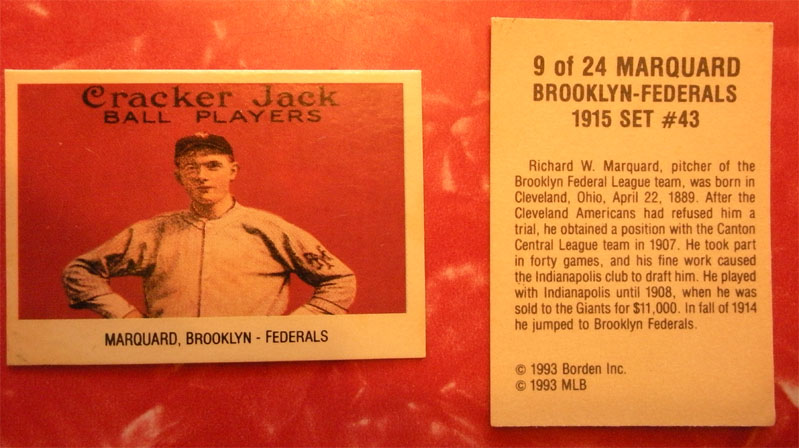 Cracker Jack
BALL PLAYERS
MARQUARD, BROOKLYN - FEDERALS
9 of 24 MARQUARD
BROOKLYN-FEDERALS
1915 SET #43
Richard W. Marquard, pitcher of the
Brooklyn Federal League team, was born in
Cleveland, Ohio, April 22, 1889. After the
Cleveland Americans had refused him a
trial, he obtained a position with the Canton
Central League team in 1907. He took part
in forty games, and his fine work caused
the Indianapolis club to draft him. He played
with Indianapolis until 1908, when he was
sold to the Giants for $11,000. In fall of 1914
he jumped to Brooklyn Federals.
© 1993 Borden Inc.
© 1993 MLB